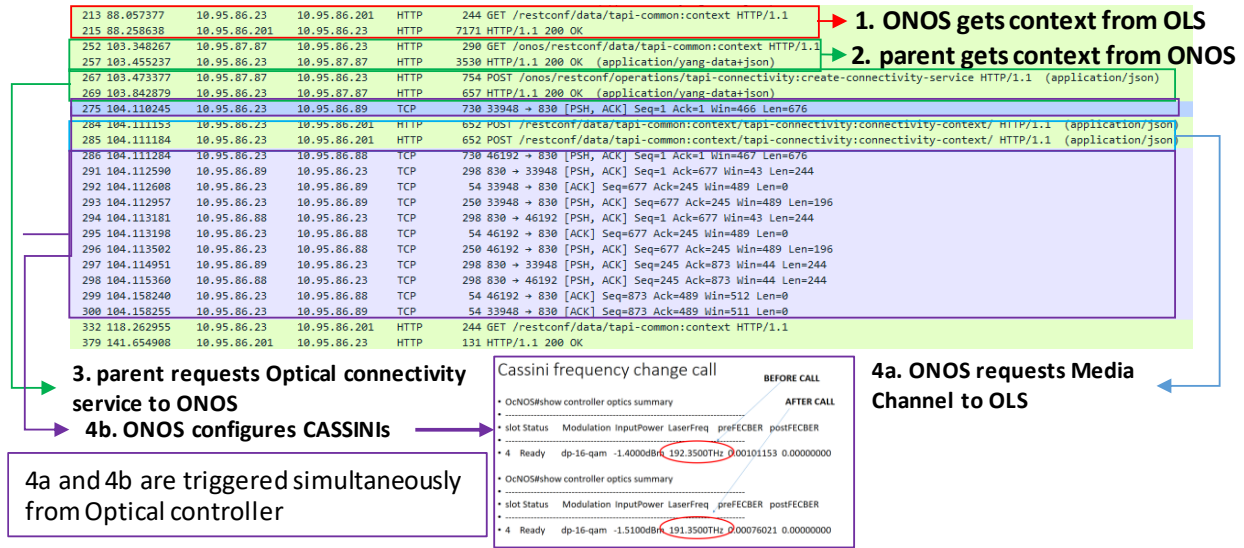 213 88.057377 10.95.86.23 10.95.86.201 HTTP 244 GET /restconf/data/tapi-common:context HTTP/1.1
215 88.258638 10.95.86.201 10.95.86.23 HTTP 7171 HTTP/1.1 200 OK
252 103.348267 10.95.87.87 10.95.86.23 HTTP 290 GET /onos/restconf/data/tapi-common:context HTTP/1.1
257 103.455237 10.95.86.23 10.95.87.87 HTTP 3530 HTTP/1.1 200 OK (application/yang-data+json)
267 103.473377 10.95.87.87 10.95.86.23 HTTP 754 POST /onos/restconf/operations/tapi-connectivity:create-connectivity-service HTTP/1.1 (application/json)
269 103.842879 10.95.86.23 10.95.87.87 HTTP 657 HTTP/1.1 200 OK (application/yang-data+json)
275 104.110245 10.95.86.23 10.95.86.89 TCP 730 33948 → 830 [PSH, ACK] Seq=1 Ack=1 Win=466 Len=676
284 104.111153 10.95.86.23 10.95.86.201 HTTP 652 POST /restconf/data/tapi-common:context/tapi-connectivity:connectivity-context/ HTTP/1.1 (application/json)
285 104.111184 10.95.86.23 10.95.86.201 HTTP 652 POST /restconf/data/tapi-common:context/tapi-connectivity:connectivity-context/ HTTP/1.1 (application/json)
286 104.111284 10.95.86.23 10.95.86.88 TCP 730 46192 → 830 [PSH, ACK] Seq=1 Ack=1 Win=467 Len=676
291 104.112590 10.95.86.89 10.95.86.23 TCP 298 830 → 33948 [PSH, ACK] Seq=1 Ack=677 Win=43 Len=244
292 104.112608 10.95.86.23 10.95.86.89 TCP 54 33948 → 830 [ACK] Seq=677 Ack=245 Win=489 Len=0
293 104.112957 10.95.86.23 10.95.86.89 TCP 250 33948 → 830 [PSH, ACK] Seq=677 Ack=245 Win=489 Len=196
294 104.113181 10.95.86.88 10.95.86.23 TCP 298 830 → 46192 [PSH, ACK] Seq=1 Ack=677 Win=43 Len=244
295 104.113198 10.95.86.23 10.95.86.88 TCP 54 46192 → 830 [ACK] Seq=677 Ack=245 Win=489 Len=0
296 104.113502 10.95.86.23 10.95.86.88 TCP 250 46192 → 830 [PSH, ACK] Seq=677 Ack=245 Win=489 Len=196
297 104.114951 10.95.86.89 10.95.86.23 TCP 298 830 → 33948 [PSH, ACK] Seq=245 Ack=873 Win=44 Len=244
298 104.115360 10.95.86.88 10.95.86.23 TCP 298 830 → 46192 [PSH, ACK] Seq=245 Ack=873 Win=44 Len=244
299 104.158240 10.95.86.23 10.95.86.88 TCP 54 46192 → 830 [ACK] Seq=873 Ack=489 Win=512 Len=0
300 104.158255 10.95.86.23 10.95.86.89 TCP 54 33948 → 830 [ACK] Seq=873 Ack=489 Win=511 Len=0
332 118.262955 10.95.86.23 10.95.86.201 HTTP 244 GET /restconf/data/tapi-common:context HTTP/1.1
379 141.654908 10.95.86.201 10.95.86.23 HTTP 131 HTTP/1.1 200 OK
1. ONOS gets context from OLS
2. parent gets context from ONOS
3. parent requests Optical connectivity
service to ONOS
4b. ONOS configures CASSINIs
4a and 4b are triggered simultaneously
from Optical controller
Cassini frequency change call
BEFORE CALL
• OcNOS#show controller optics summary
AFTER CALL
• ----------------------------------------------------------------
• slot Status Modulation InputPower LaserFreq preFECBER postFECBER
• ----------------------------------------------------------------
• 4 Ready dp-16-qam -1.4000dBm 192.3500THz 0.00101153 0.00000000
• OcNOS#show controller optics summary
• ----------------------------------------------------------------
• slot Status Modulation InputPower LaserFreq preFECBER postFECBER
• ----------------------------------------------------------------
• 4 Ready dp-16-qam -1.5100dBm 191.3500THz 0.00076021 0.00000000
4a. ONOS requests Media
Channel to OLS